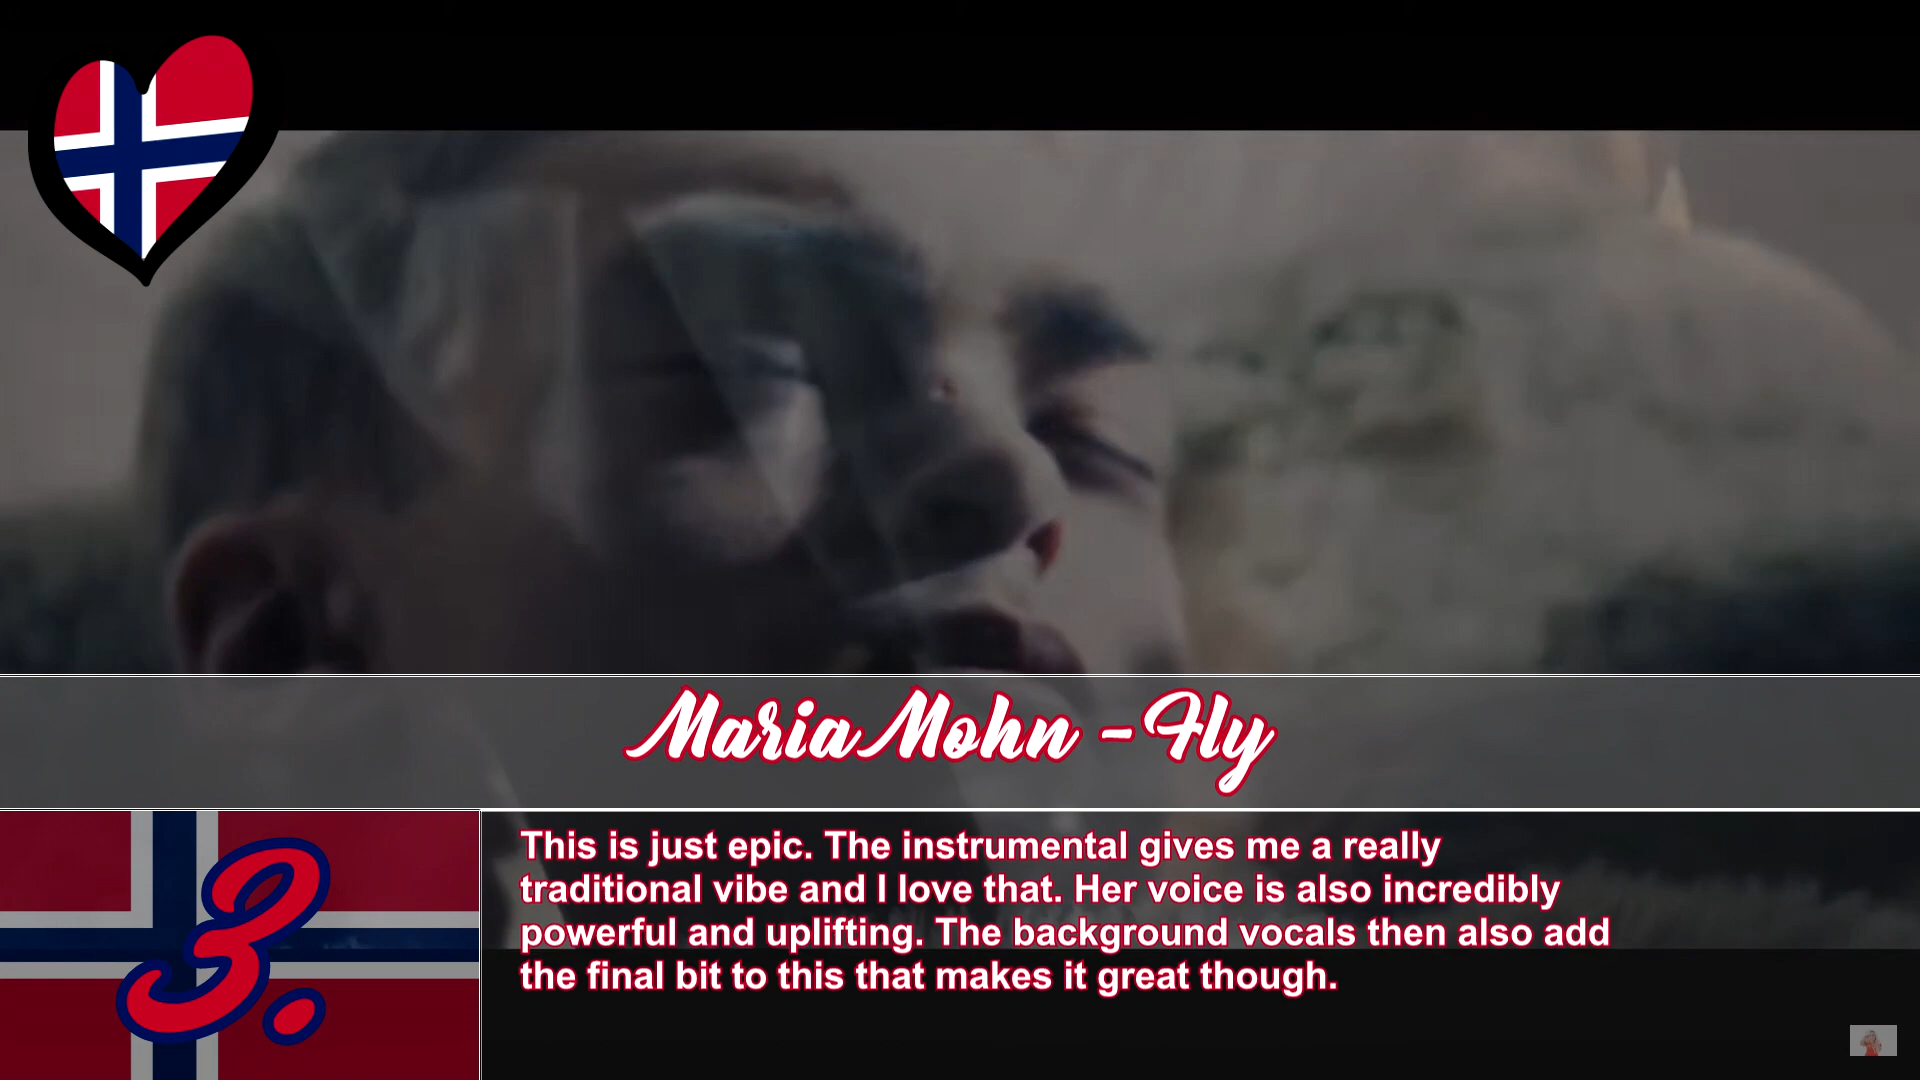 Maria Mohn - Fly
3.
This is just epic. The instrumental gives me a really
traditional vibe and I love that. Her voice is also incredibly
powerful and uplifting. The background vocals then also add
the final bit to this that makes it great though.